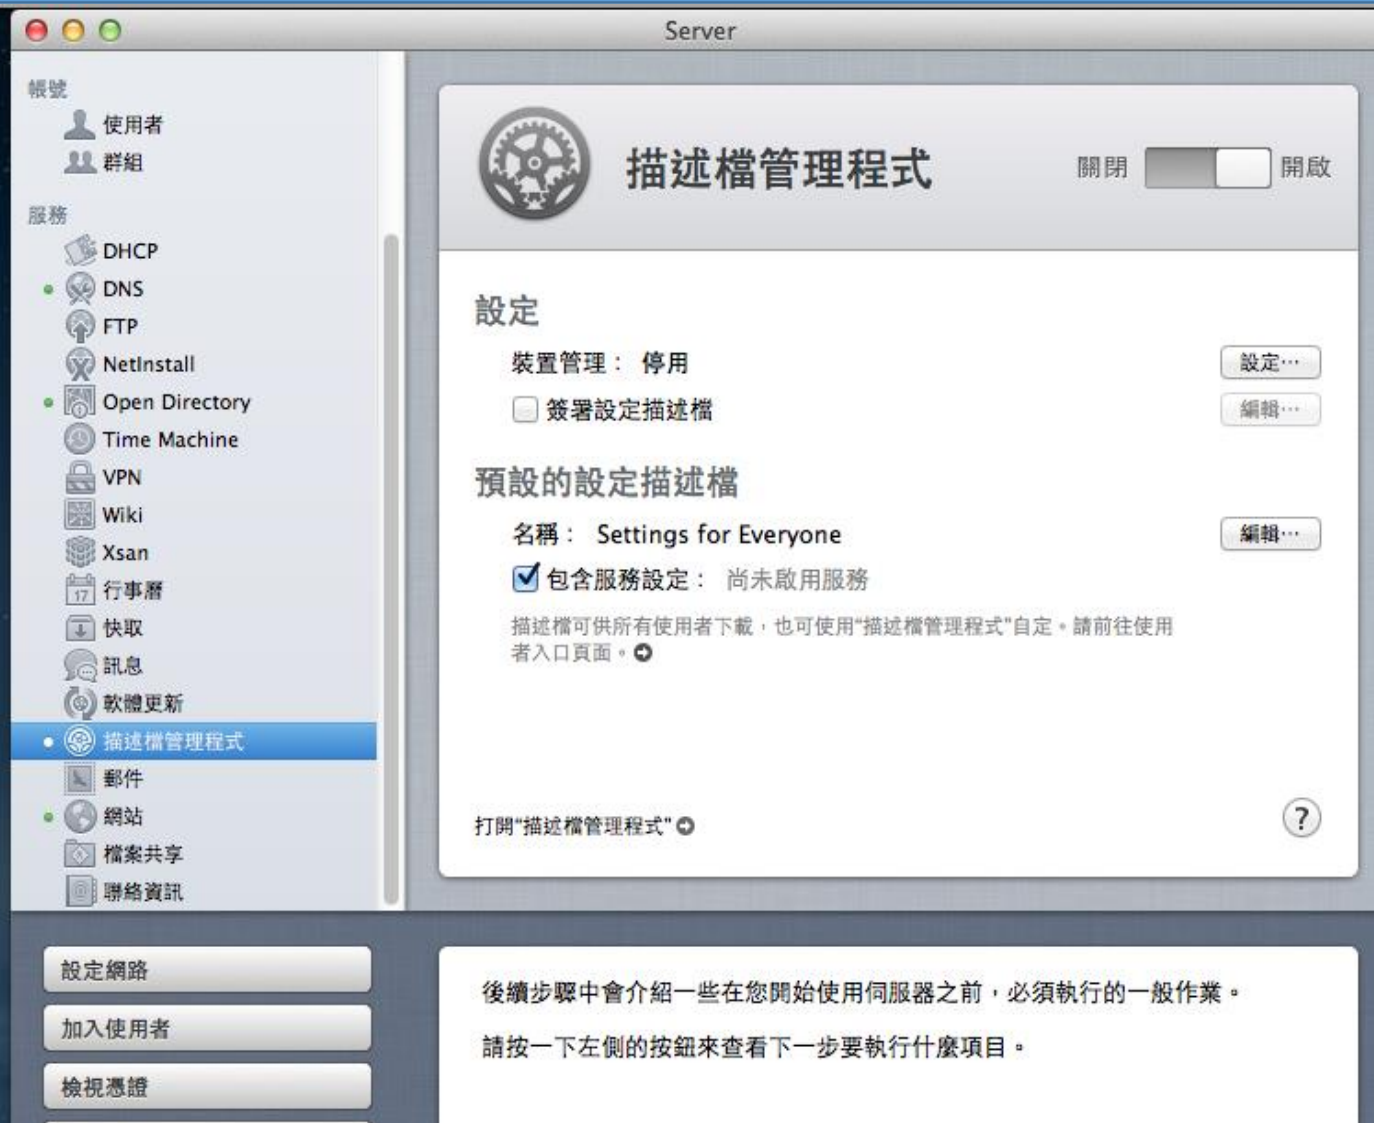 Server
帳號
使用者
群組
服務
DHCP
DNS
FTP
NetInstall
Open Directory
Time Machine
VPN
Wiki
Xsan
17 行事曆
快取
訊息
軟體更新
描述檔管理程式
郵件
網站
檔案共享
聯絡資訊
設定網路
加入使用者
檢視憑證
描述檔管理程式
關閉 開啟
設定
裝置管理： 停用 設定…
簽署設定描述檔 編輯…
預設的設定描述檔
名稱： Settings for Everyone 編輯…
包含服務設定： 尚未啟用服務
描述檔可供所有使用者下載，也可使用“描述檔管理程式”自定。請前往使用
者入口頁面。
打開“描述檔管理程式” ?
後續步驟中會介紹一些在您開始使用伺服器之前，必須執行的一般作業。
請按一下左側的按鈕來查看下一步要執行什麼項目。